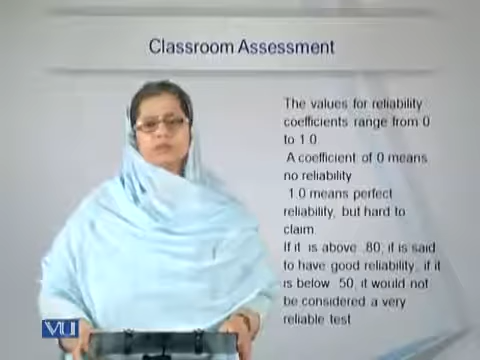 Classroom Assessment
The values for reliability
coefficients range from 0
to 1 0
A coefficient of 0 means
no reliability
1 0 means perfect
reliability, but hard to
claim
If it is above .80, it is said
to have good reliability, if it
is below .50, it would not
be considered a very
reliable test
VU